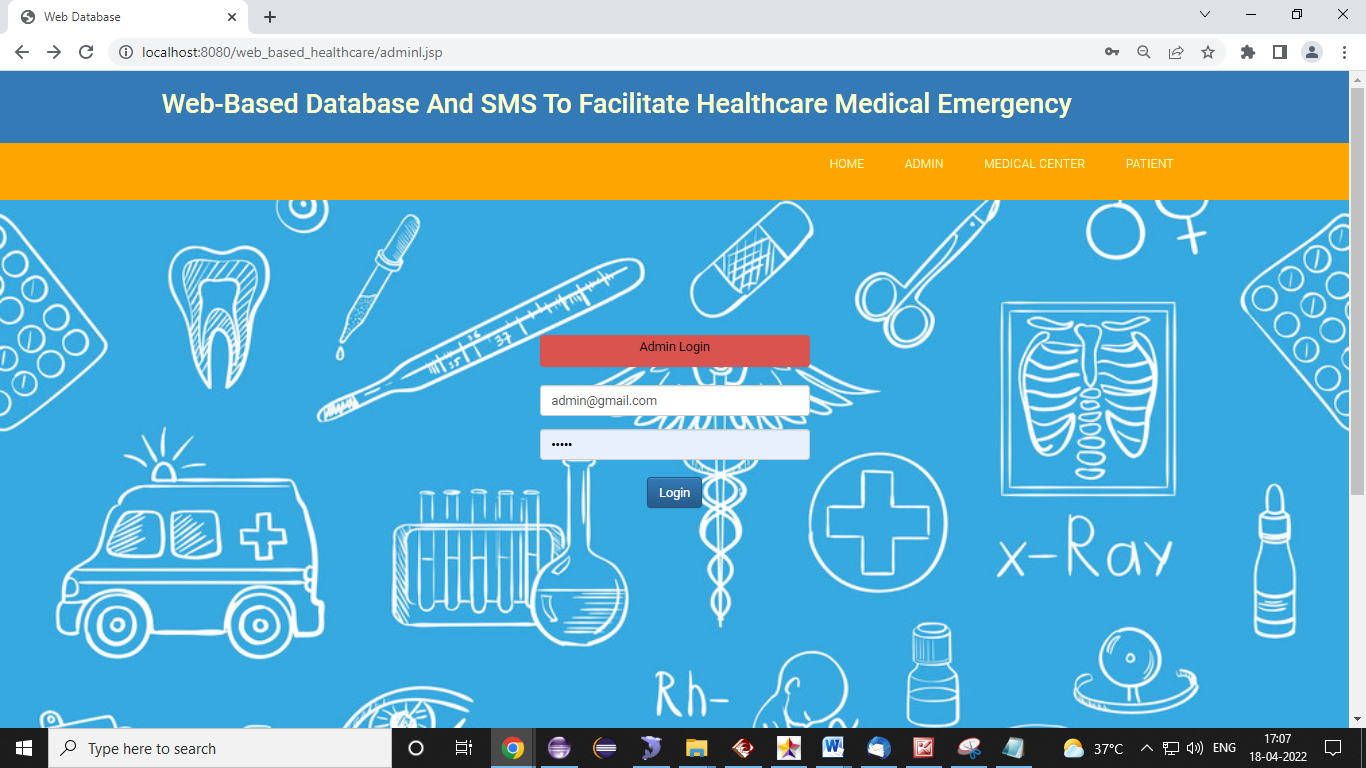 Web Database
localhost:8080/web_based_healthcare/adminl.jsp
Web-Based Database And SMS To Facilitate Healthcare Medical Emergency
HOME ADMIN MEDICAL CENTER PATIENT
Admin Login
admin@gmail.com
•••••
Login
x-Ray
Rh-
Type here to search
37°C ENG 17:07
18-04-2022